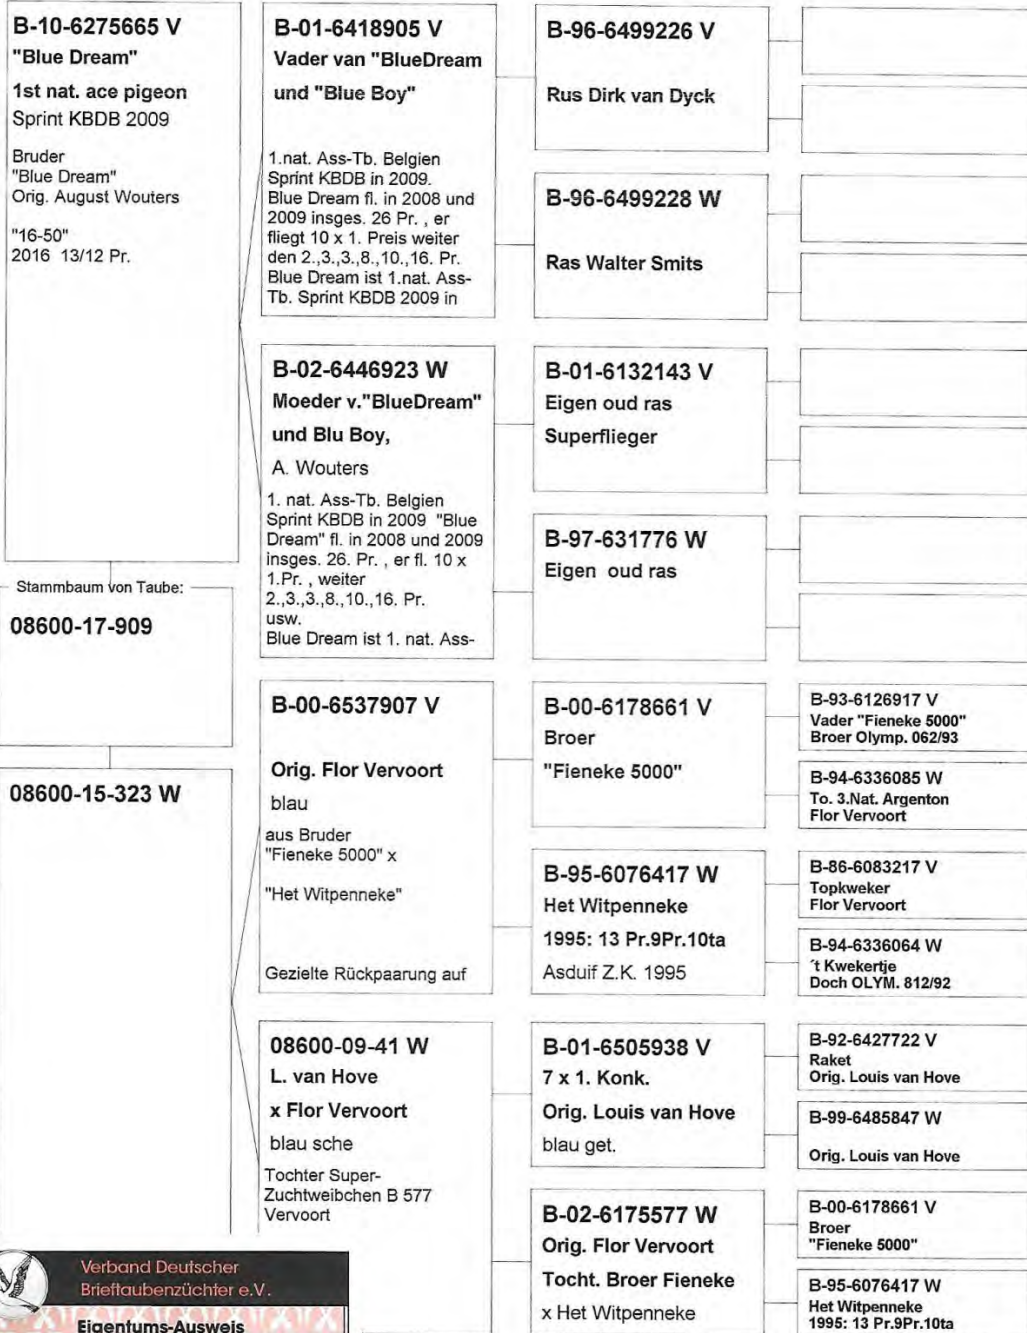 B-10-6275665 V
"Blue Dream"
1st nat. ace pigeon
Sprint KBDB 2009
Bruder
"Blue Dream"
Orig. August Wouters
"16-50"
2016 13/12 Pr.
Stammbaum von Taube:
08600-17-909
08600-15-323 W
B-01-6418905 V
Vader van "BlueDream
und "Blue Boy"
1.nat. Ass-Tb. Belgien
Sprint KBDB in 2009.
Blue Dream fl. in 2008 und
2009 insges. 26 Pr. , er
fliegt 10 x 1. Preis weiter
den 2.,3.,3.,8.,10.,16. Pr.
Blue Dream ist 1.nat. Ass-
Tb. Sprint KBDB 2009 in
B-02-6446923 W
Moeder v."BlueDream"
und Blu Boy,
A. Wouters
1. nat. Ass-Tb. Belgien
Sprint KBDB in 2009 "Blue
Dream" fl. in 2008 und 2009
insges. 26. Pr. , er fl. 10 x
1.Pr. , weiter
2.,3.,3.,8.,10.,16. Pr.
usw.
Blue Dream ist 1. nat. Ass-
B-00-6537907 V
Orig. Flor Vervoort
blau
aus Bruder
"Fieneke 5000" x
"Het Witpenneke"
Gezielte Rückpaarung auf
08600-09-41 W
L. van Hove
x Flor Vervoort
blau sche
Tochter Super-
Zuchtweibchen B 577
Vervoort
B-96-6499226 V
Rus Dirk van Dyck
B-96-6499228 W
Ras Walter Smits
B-01-6132143 V
Eigen oud ras
Superflieger
B-97-631776 W
Eigen oud ras
B-00-6178661 V
Broer
"Fieneke 5000"
B-95-6076417 W
Het Witpenneke
1995: 13 Pr.9Pr.10ta
Asduif Z.K. 1995
B-01-6505938 V
7 x 1. Konk.
Orig. Louis van Hove
blau get.
B-02-6175577 W
Orig. Flor Vervoort
Tocht. Broer Fieneke
x Het Witpenneke
B-93-6126917 V
Vader "Fieneke 5000"
Broer Olymp. 062/93
B-94-6336085 W
To. 3.Nat. Argenton
Flor Vervoort
B-86-6083217 V
Topkweker
Flor Vervoort
B-94-6336064 W
´t Kwekertje
Doch OLYM. 812/92
B-92-6427722 V
Raket
Orig. Louis van Hove
B-99-6485847 W
Orig. Louis van Hove
B-00-6178661 V
Broer
"Fieneke 5000"
B-95-6076417 W
Het Witpenneke
1995: 13 Pr.9Pr.10ta
Verband Deutscher
Brieftaubenzüchter e.V.
Eigentums-Ausweis